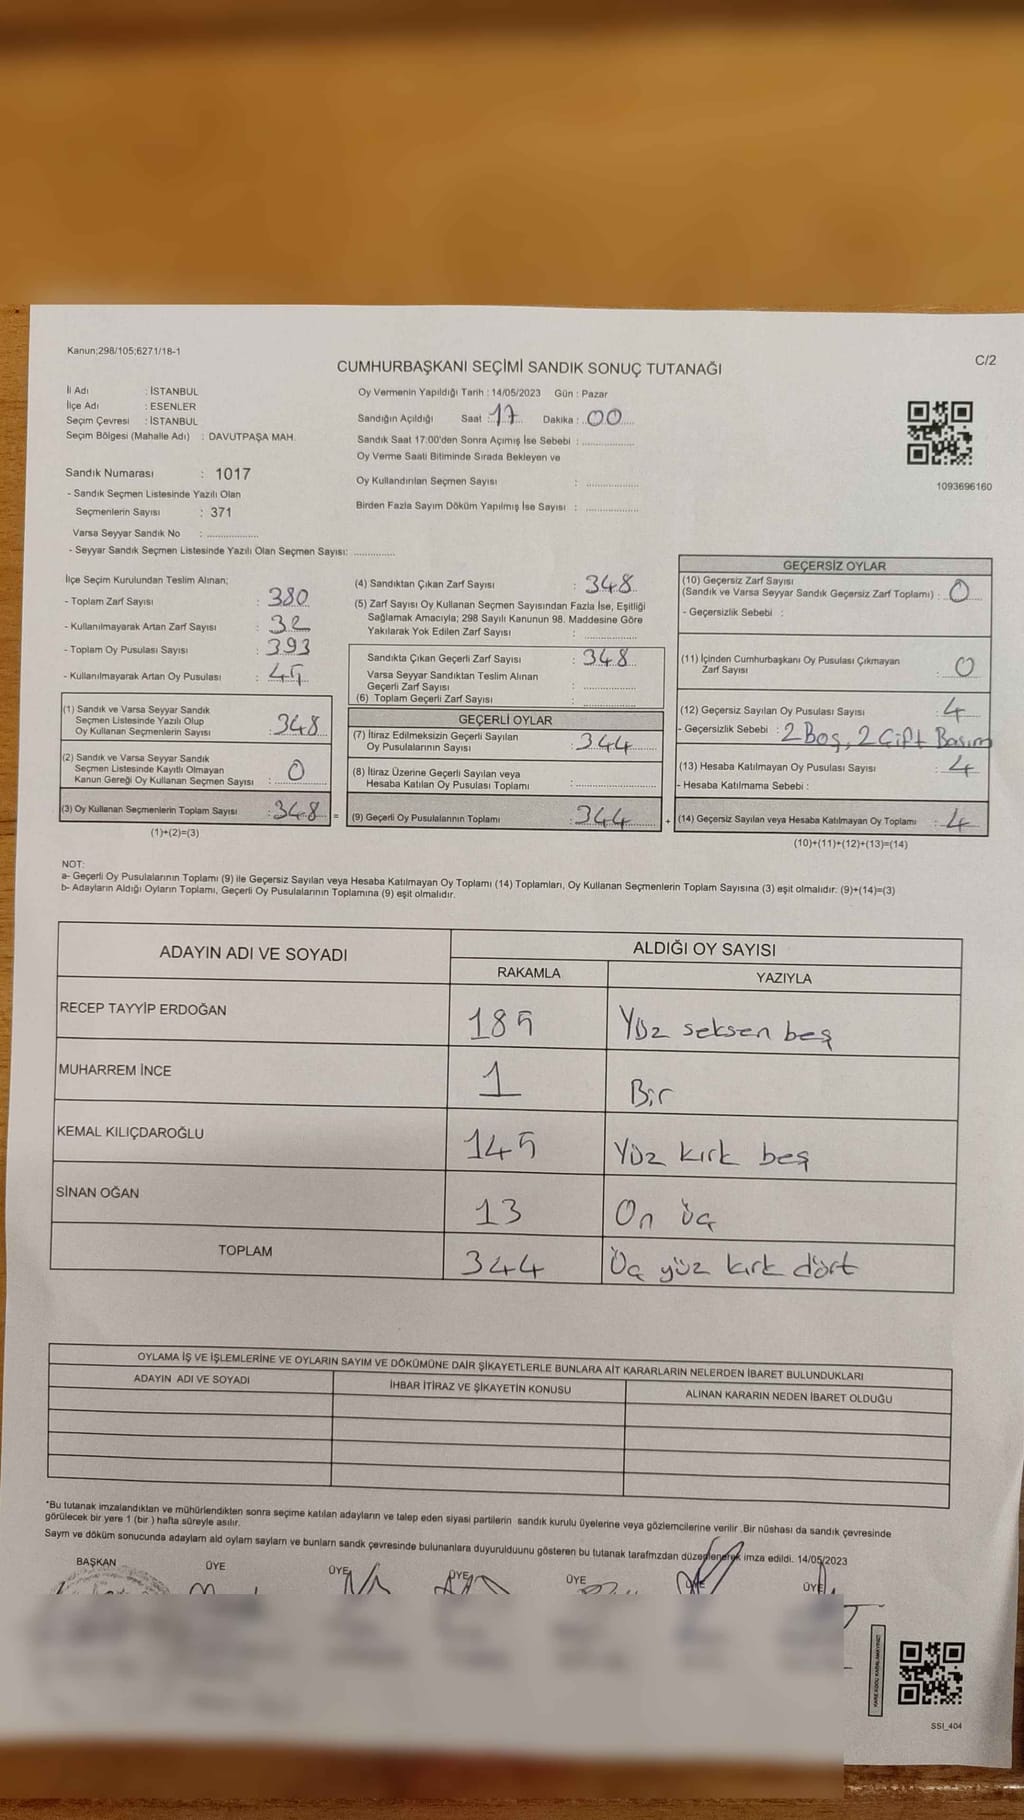 Kanun;298/105;6271/18-1
C/2
CUMHURBAŞKANI SEÇİMİ SANDIK SONUÇ TUTANAĞI
İl Adı : İSTANBUL
İlçe Adı : ESENLER
Seçim Çevresi : İSTANBUL
Seçim Bölgesi (Mahalle Adı) : DAVUTPAŞA MAH.
Sandık Numarası : 1017
- Sandık Seçmen Listesinde Yazılı Olan
Seçmenlerin Sayısı : 371
Varsa Seyyar Sandık No : ..................
- Seyyar Sandık Seçmen Listesinde Yazılı Olan Seçmen Sayısı: ..............
Oy Vermenin Yapıldığı Tarih : 14/05/2023 Gün : Pazar
Sandığın Açıldığı Saat : 17 Dakika : 00
Sandık Saat 17:00'den Sonra Açımış İse Sebebi : ..................
Oy Verme Saati Bitiminde Sırada Bekleyen ve
Oy Kullandırılan Seçmen Sayısı : ..................
Birden Fazla Sayım Döküm Yapılmış İse Sayısı : ..................
1093696160
İlçe Seçim Kurulundan Teslim Alınan;
- Toplam Zarf Sayısı : 380
- Kullanılmayarak Artan Zarf Sayısı : 32
- Toplam Oy Pusulası Sayısı : 393
- Kullanılmayarak Artan Oy Pusulası : 45
(1) Sandık ve Varsa Seyyar Sandık
Seçmen Listesinde Yazılı Olup
Oy Kullanan Seçmenlerin Sayısı : 348
(2) Sandık ve Varsa Seyyar Sandık
Seçmen Listesinde Kayıtlı Olmayan
Kanun Gereği Oy Kullanan Seçmen Sayısı : 0
(3) Oy Kullanan Seçmenlerin Toplam Sayısı : 348 =
(1)+(2)=(3)
(4) Sandıktan Çıkan Zarf Sayısı : 348
(5) Zarf Sayısı Oy Kullanan Seçmen Sayısından Fazla İse, Eşitliği
Sağlamak Amacıyla; 298 Sayılı Kanunun 98. Maddesine Göre
Yakılarak Yok Edilen Zarf Sayısı : ..................
Sandıkta Çıkan Geçerli Zarf Sayısı : 348
Varsa Seyyar Sandıktan Teslim Alınan
Geçerli Zarf Sayısı : ..................
(6) Toplam Geçerli Zarf Sayısı : ..................
GEÇERLİ OYLAR
(7) İtiraz Edilmeksizin Geçerli Sayılan
Oy Pusulalarının Sayısı : 344
(8) İtiraz Üzerine Geçerli Sayılan veya
Hesaba Katılan Oy Pusulası Toplamı : ..................
(9) Geçerli Oy Pusulalarının Toplamı : 344 +
GEÇERSİZ OYLAR
(10) Geçersiz Zarf Sayısı
(Sandık ve Varsa Seyyar Sandık Geçersiz Zarf Toplamı) : 0
- Geçersizlik Sebebi :
(11) İçinden Cumhurbaşkanı Oy Pusulası Çıkmayan
Zarf Sayısı : 0
(12) Geçersiz Sayılan Oy Pusulası Sayısı : 4
- Geçersizlik Sebebi : 2 Boş, 2 Çift Basım
(13) Hesaba Katılmayan Oy Pusulası Sayısı : 4
- Hesaba Katılmama Sebebi :
(14) Geçersiz Sayılan veya Hesaba Katılmayan Oy Toplamı : 4
(10)+(11)+(12)+(13)=(14)
NOT:
a- Geçerli Oy Pusulalarının Toplamı (9) ile Geçersiz Sayılan veya Hesaba Katılmayan Oy Toplamı (14) Toplamları, Oy Kullanan Seçmenlerin Toplam Sayısına (3) eşit olmalıdır. (9)+(14)=(3)
b- Adayların Aldığı Oyların Toplamı, Geçerli Oy Pusulalarının Toplamına (9) eşit olmalıdır.
ADAYIN ADI VE SOYADI
ALDIĞI OY SAYISI
RAKAMLA YAZIYLA
RECEP TAYYİP ERDOĞAN 185 Yüz seksen beş
MUHARREM İNCE 1 Bir
KEMAL KILIÇDAROĞLU 145 Yüz kırk beş
SİNAN OĞAN 13 On üç
TOPLAM 344 Üç yüz kırk dört
OYLAMA İŞ VE İŞLEMLERİNE VE OYLARIN SAYIM VE DÖKÜMÜNE DAİR ŞİKAYETLERLE BUNLARA AİT KARARLARIN NELERDEN İBARET BULUNDUKLARI
ADAYIN ADI VE SOYADI İHBAR İTİRAZ VE ŞİKAYETİN KONUSU ALINAN KARARIN NEDEN İBARET OLDUĞU
*Bu tutanak imzalandıktan ve mühürlendikten sonra seçime katılan adayların ve talep eden siyasi partilerin sandık kurulu üyelerine veya gözlemcilerine verilir .Bir nüshası da sandık çevresinde
görülecek bir yere 1 (bir ) hafta süreyle asılır.
Saym ve döküm sonucunda adaylarn ald oylarn saylarn ve bunlarn sandk çevresinde bulunanlara duyurulduunu gösteren bu tutanak tarafmzdan düzenlenerek imza edildi. 14/05/2023
BAŞKAN ÜYE ÜYE ÜYE ÜYE ÜYE ÜYE
SSI_404